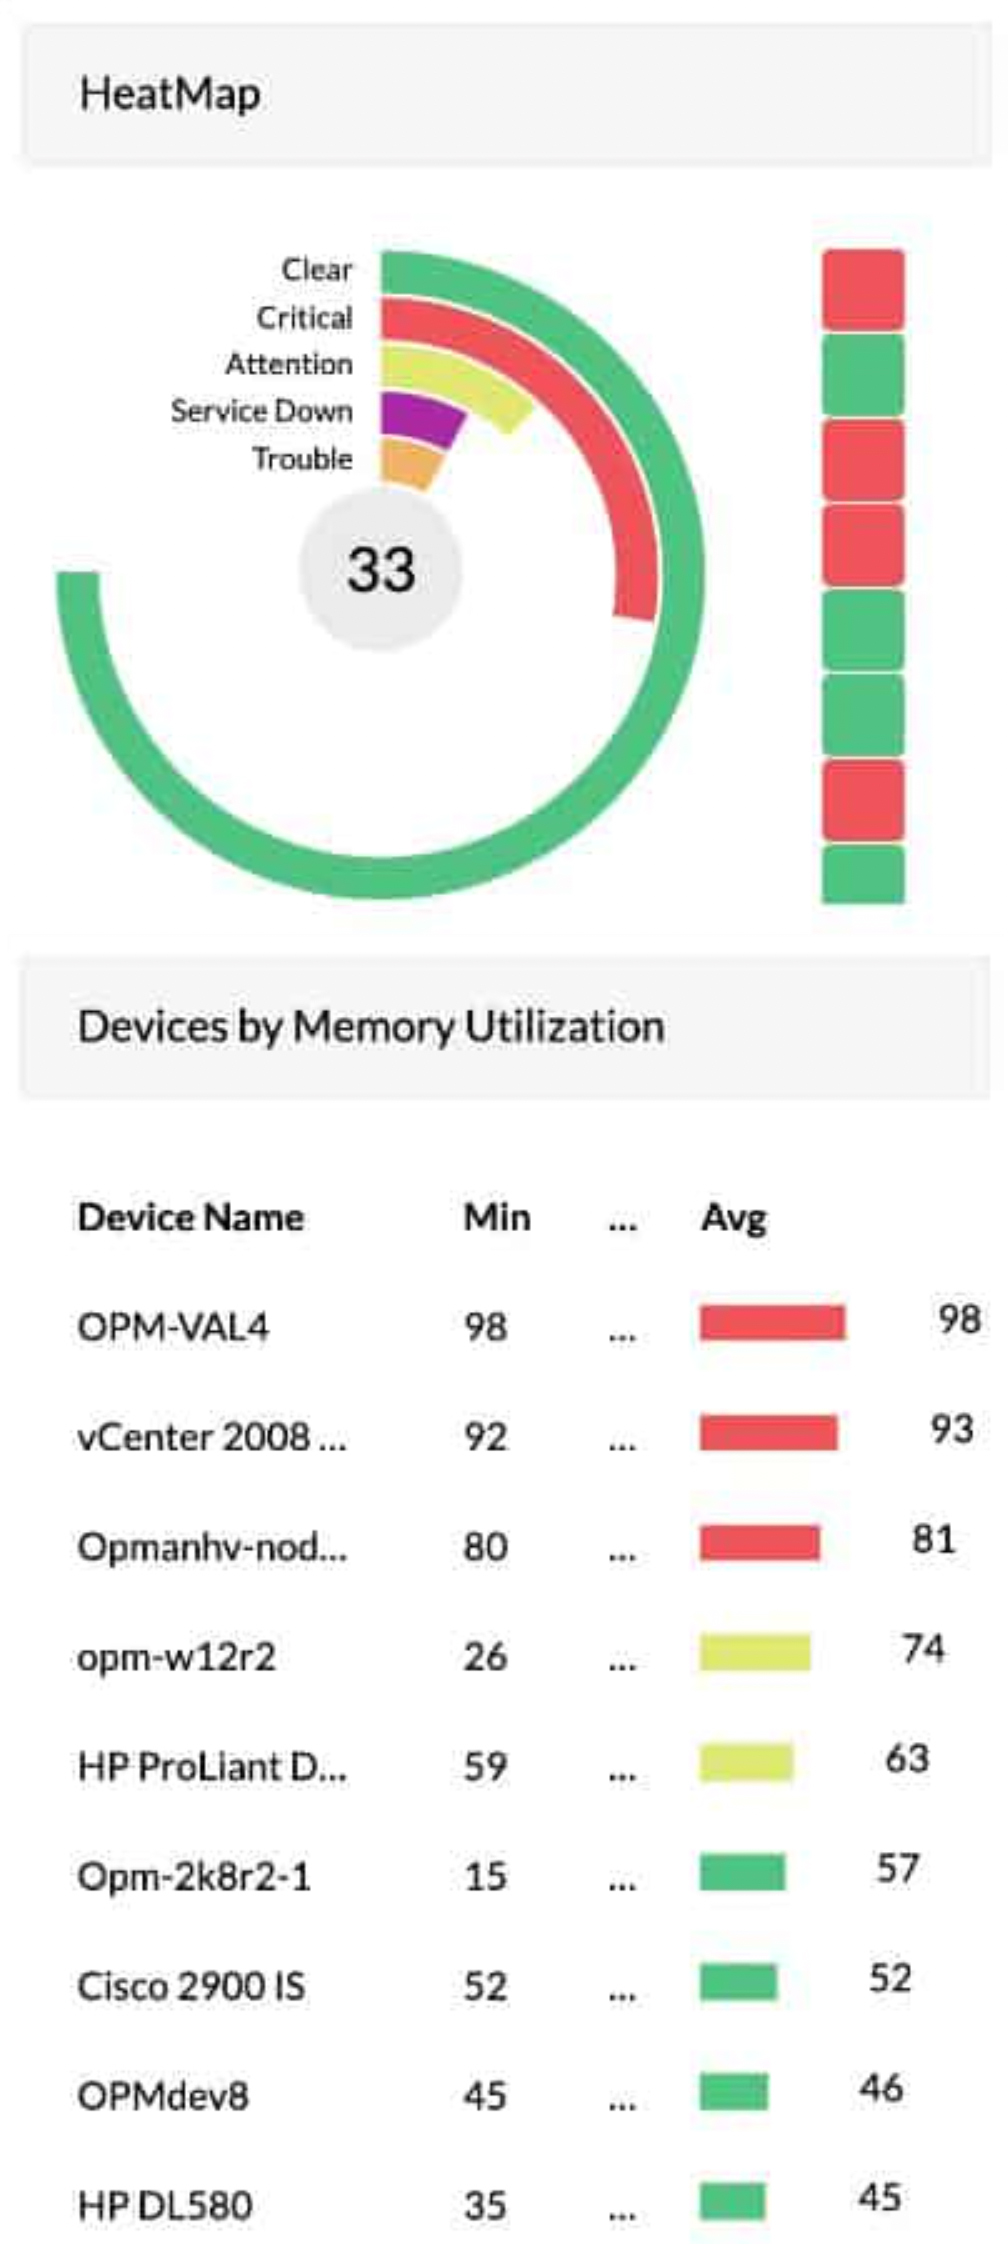 HeatMap
Clear
Critical
Attention
Service Down
Trouble
33
Devices by Memory Utilization
Device Name Min ... Avg
OPM-VAL4 98 ... 98
vCenter 2008 ... 92 ... 93
Opmanhv-nod... 80 ... 81
opm-w12r2 26 ... 74
HP ProLiant D... 59 ... 63
Opm-2k8r2-1 15 ... 57
Cisco 2900 IS 52 ... 52
OPMdev8 45 ... 46
HP DL580 35 ... 45